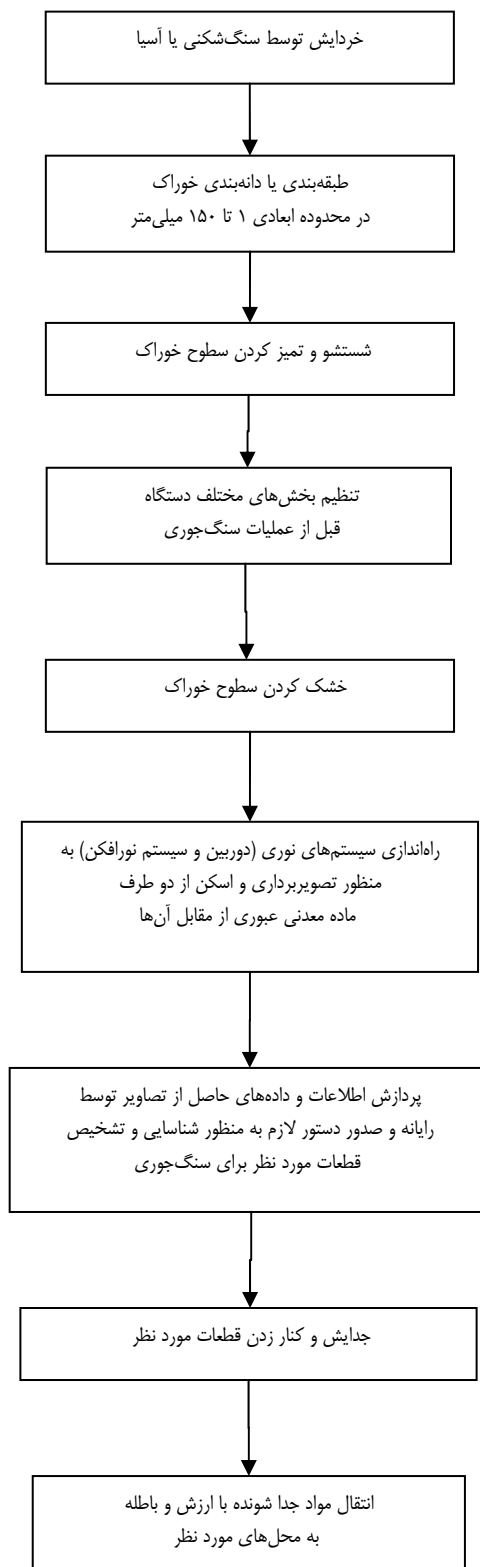 خردایش توسط سنگ‌شکنی یا آسیا
طبقه‌بندی یا دانه‌بندی خوراک
در محدوده ابعادی ۱ تا ۱۵۰ میلی‌متر
شستشو و تمیز کردن سطوح خوراک
تنظیم بخش‌های مختلف دستگاه
قبل از عملیات سنگ‌جوری
خشک کردن سطوح خوراک
راه‌اندازی سیستم‌های نوری (دوربین و سیستم نورافکن) به
منظور تصویربرداری و اسکن از دو طرف
ماده معدنی عبوری از مقابل آن‌ها
پردازش اطلاعات و داده‌های حاصل از تصاویر توسط
رایانه و صدور دستور لازم به منظور شناسایی و تشخیص
قطعات مورد نظر برای سنگ‌جوری
جدایش و کنار زدن قطعات مورد نظر
انتقال مواد جدا شونده با ارزش و باطله
به محل‌های مورد نظر